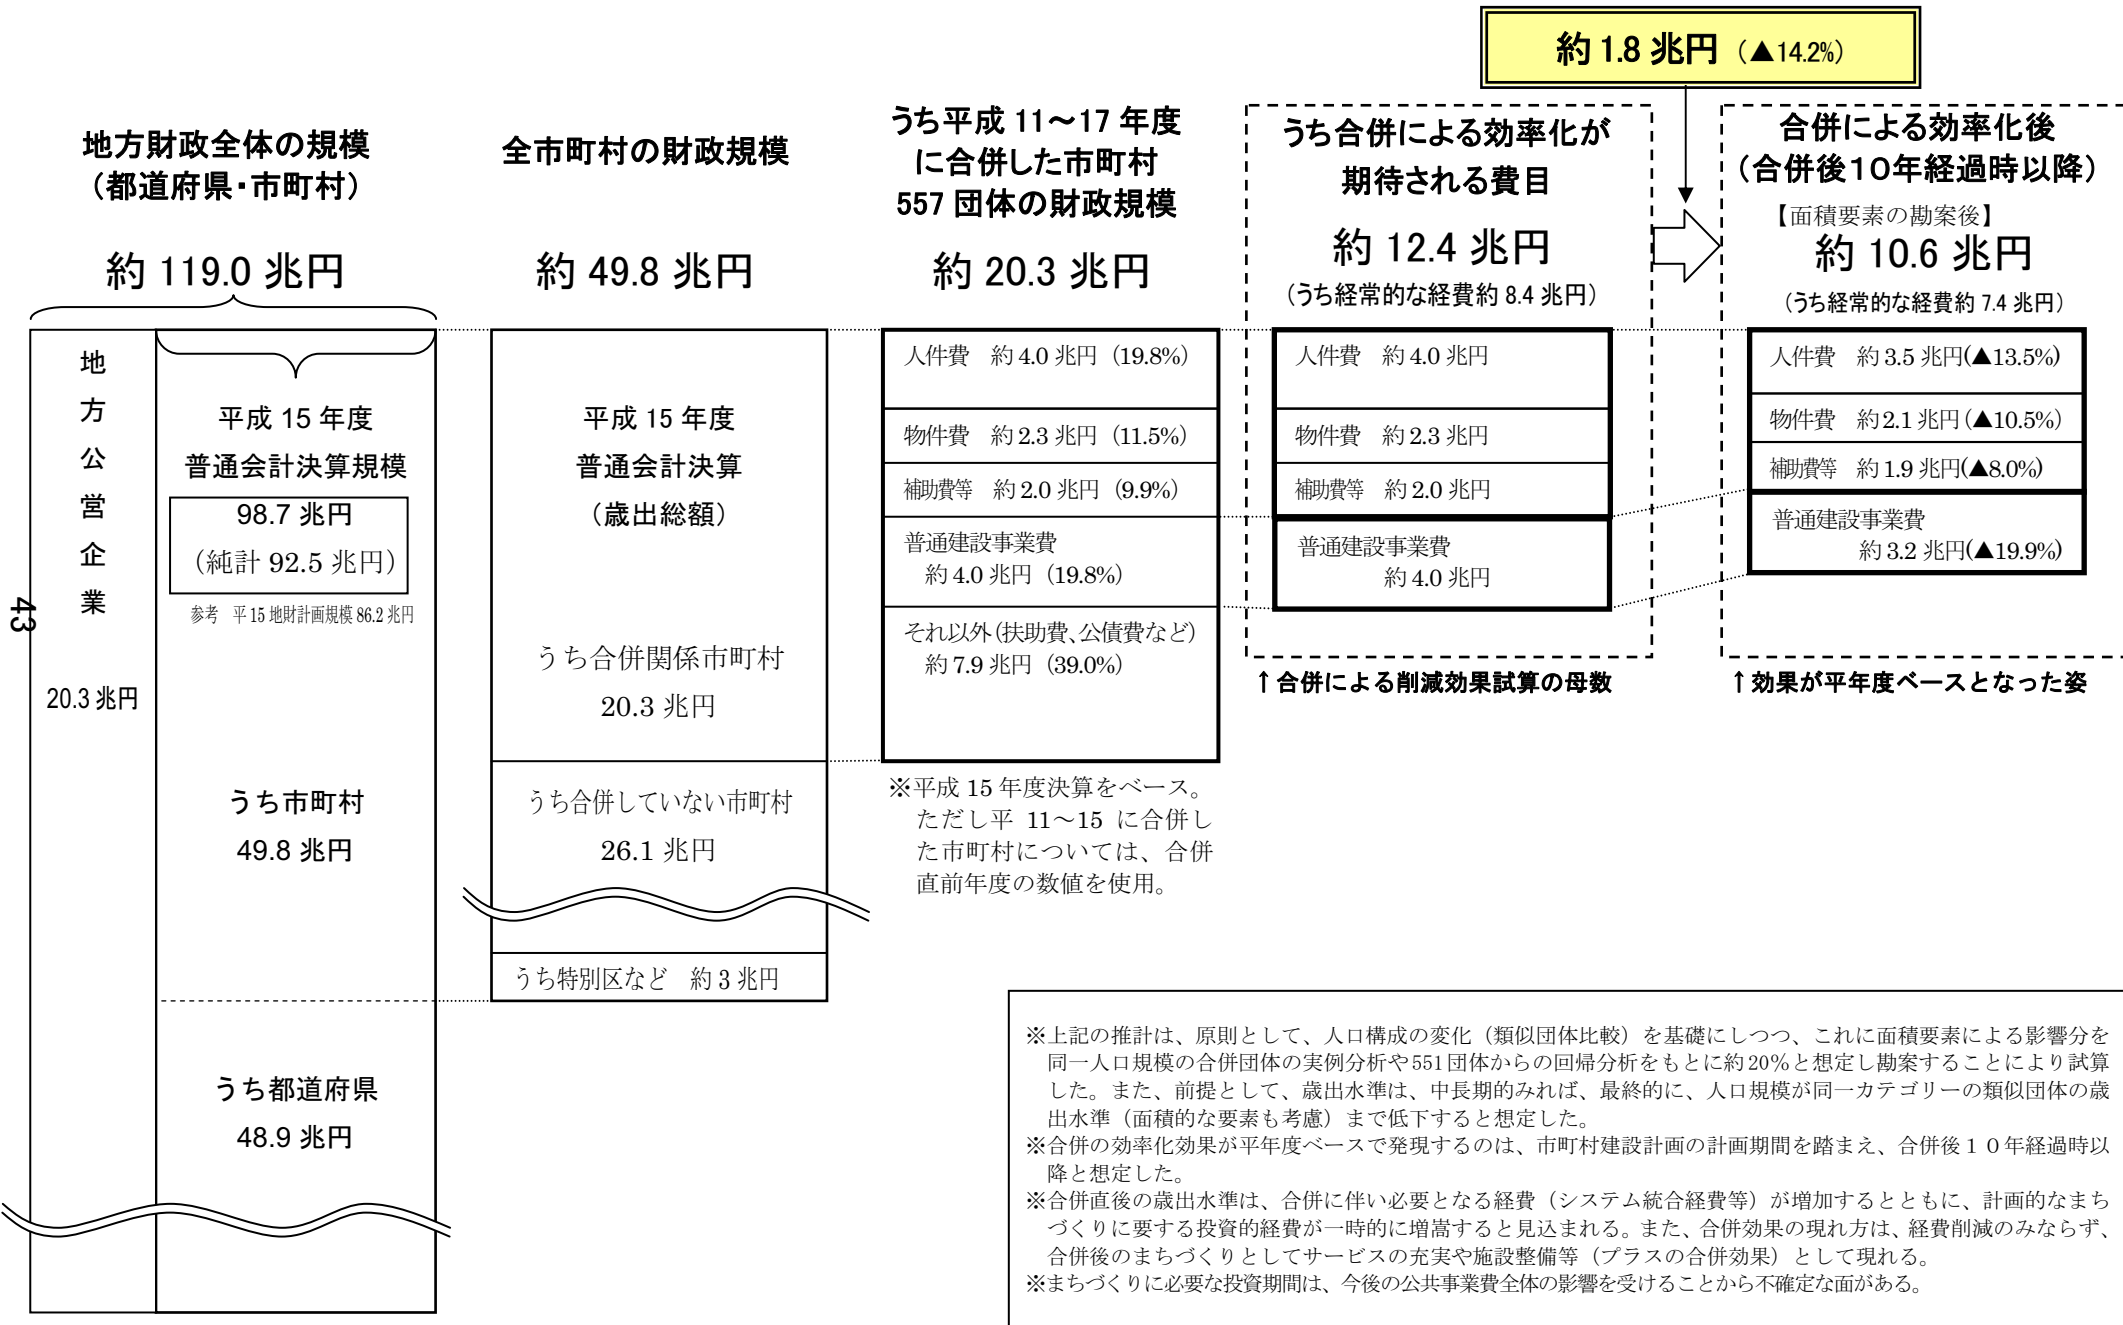 約 1.8 兆円（▲14.2%）
地方財政全体の規模
（都道府県・市町村）
約 119.0 兆円
全市町村の財政規模
約 49.8 兆円
うち平成 11～17 年度
に合併した市町村
557 団体の財政規模
約 20.3 兆円
うち合併による効率化が
期待される費目
約 12.4 兆円
（うち経常的な経費約 8.4 兆円）
合併による効率化後
（合併後１０年経過時以降）
【面積要素の勘案後】
約 10.6 兆円
（うち経常的な経費約 7.4 兆円）
地
方
公
営
企
業
20.3 兆円
平成 15 年度
普通会計決算規模
98.7 兆円
（純計 92.5 兆円）
参考　平 15 地財計画規模 86.2 兆円
うち市町村
49.8 兆円
うち都道府県
48.9 兆円
平成 15 年度
普通会計決算
（歳出総額）
うち合併関係市町村
20.3 兆円
うち合併していない市町村
26.1 兆円
うち特別区など　約 3 兆円
人件費　約 4.0 兆円（19.8%）
物件費　約 2.3 兆円（11.5%）
補助費等　約 2.0 兆円（9.9%）
普通建設事業費
約 4.0 兆円（19.8%）
それ以外（扶助費、公債費など）
約 7.9 兆円（39.0%）
※平成 15 年度決算をベース。
ただし平 11～15 に合併し
た市町村については、合併
直前年度の数値を使用。
人件費　約 4.0 兆円
物件費　約 2.3 兆円
補助費等　約 2.0 兆円
普通建設事業費
約 4.0 兆円
↑合併による削減効果試算の母数
人件費　約 3.5 兆円(▲13.5%)
物件費　約 2.1 兆円(▲10.5%)
補助費等　約 1.9 兆円(▲8.0%)
普通建設事業費
約 3.2 兆円(▲19.9%)
↑効果が平年度ベースとなった姿
43
※上記の推計は、原則として、人口構成の変化（類似団体比較）を基礎にしつつ、これに面積要素による影響分を
同一人口規模の合併団体の実例分析や551団体からの回帰分析をもとに約20%と想定し勘案することにより試算
した。また、前提として、歳出水準は、中長期的みれば、最終的に、人口規模が同一カテゴリーの類似団体の歳
出水準（面積的な要素も考慮）まで低下すると想定した。
※合併の効率化効果が平年度ベースで発現するのは、市町村建設計画の計画期間を踏まえ、合併後１０年経過時以
降と想定した。
※合併直後の歳出水準は、合併に伴い必要となる経費（システム統合経費等）が増加するとともに、計画的なまち
づくりに要する投資的経費が一時的に増嵩すると見込まれる。また、合併効果の現れ方は、経費削減のみならず、
合併後のまちづくりとしてサービスの充実や施設整備等（プラスの合併効果）として現れる。
※まちづくりに必要な投資期間は、今後の公共事業費全体の影響を受けることから不確定な面がある。